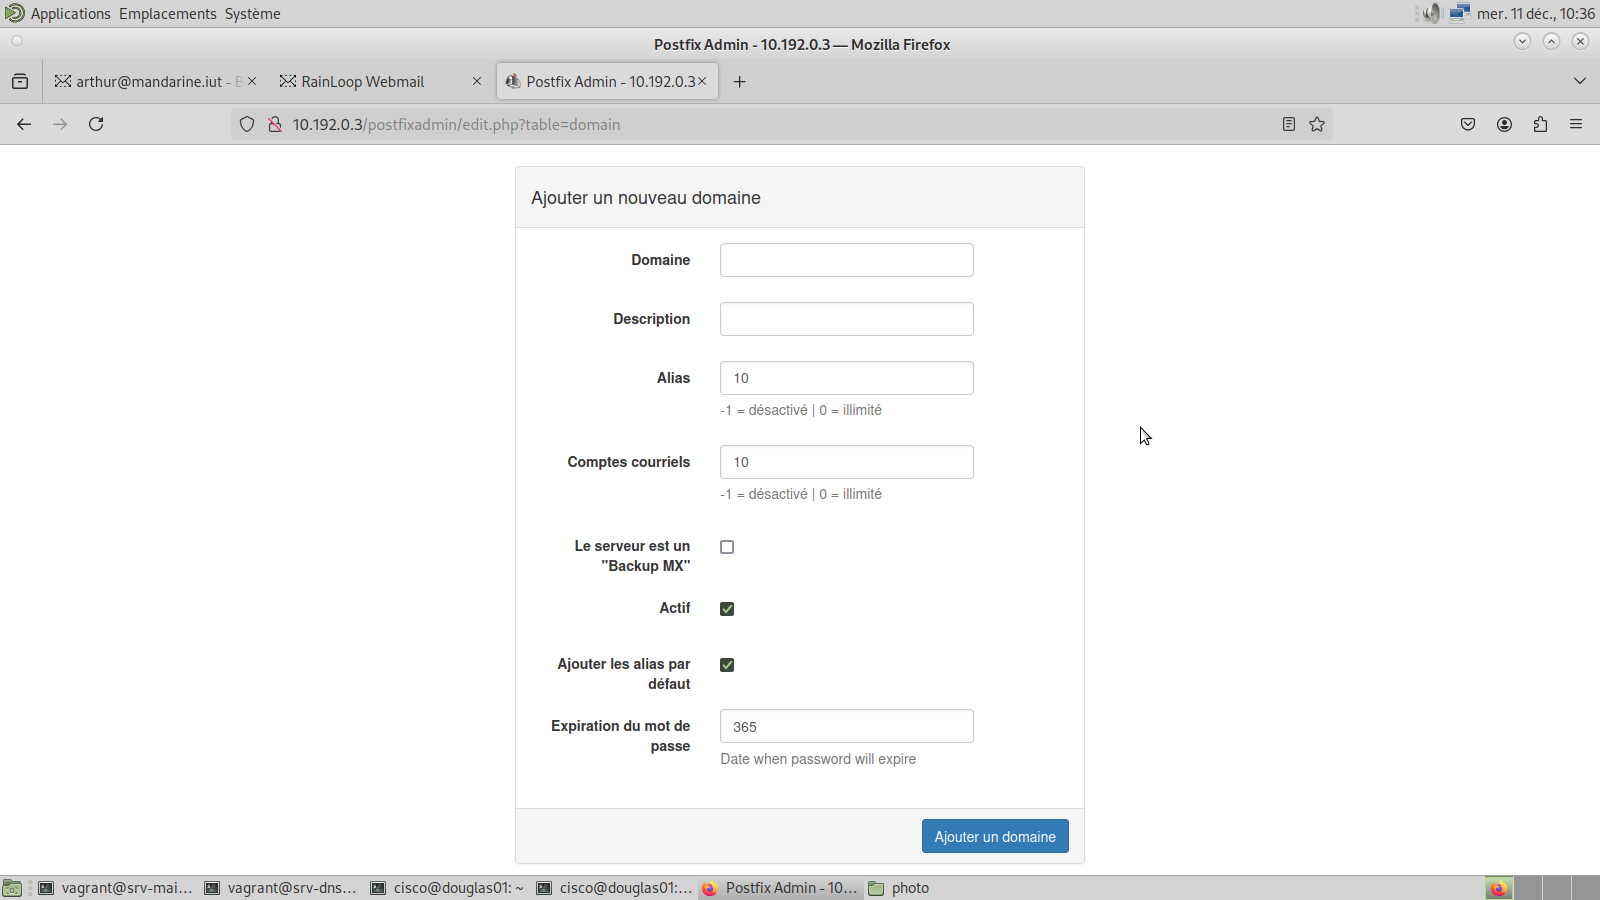 Applications Emplacements Système
mer. 11 déc., 10:36
Postfix Admin - 10.192.0.3 — Mozilla Firefox
arthur@mandarine.iut -
RainLoop Webmail
Postfix Admin - 10.192.0.3
10.192.0.3/postfixadmin/edit.php?table=domain
Ajouter un nouveau domaine
Domaine
Description
Alias
10
-1 = désactivé | 0 = illimité
Comptes courriels
10
-1 = désactivé | 0 = illimité
Le serveur est un
"Backup MX"
Actif
Ajouter les alias par
défaut
Expiration du mot de
passe
365
Date when password will expire
Ajouter un domaine
vagrant@srv-mai...
vagrant@srv-dns...
cisco@douglas01: ~
cisco@douglas01:...
Postfix Admin - 10...
photo